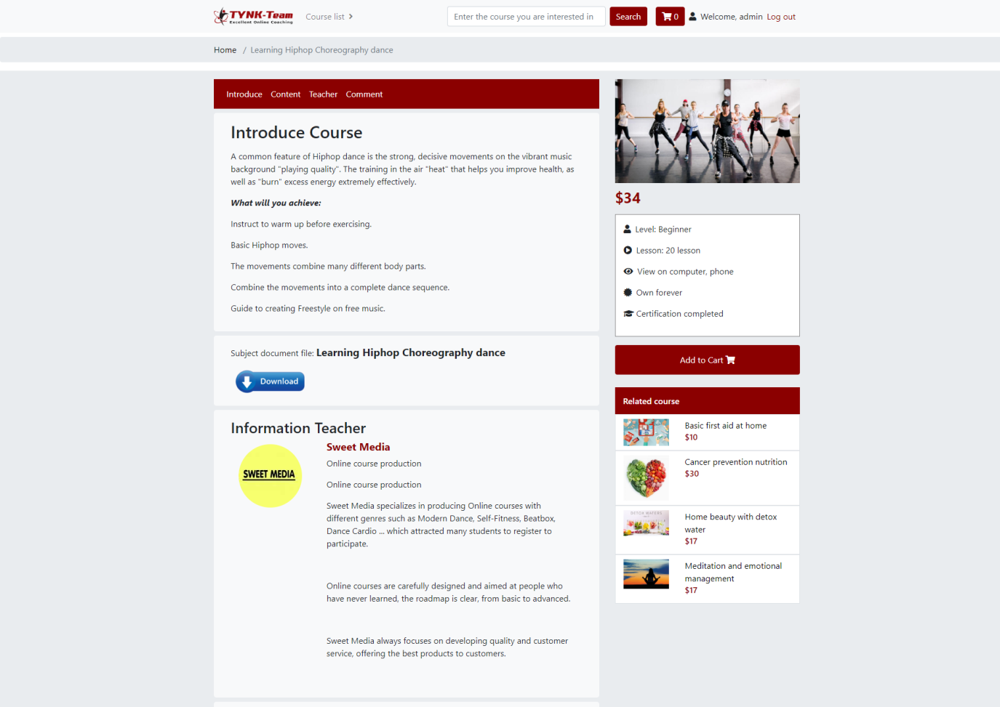 TYNK-Team
Excellent Online Coaching
Course list
Enter the course you are interested in
Search
0
Welcome, admin
Log out
Home / Learning Hiphop Choreography dance
Introduce Content Teacher Comment
Introduce Course
A common feature of Hiphop dance is the strong, decisive movements on the vibrant music
background "playing quality". The training in the air "heat" that helps you improve health, as
well as "burn" excess energy extremely effectively.
What will you achieve:
Instruct to warm up before exercising.
Basic Hiphop moves.
The movements combine many different body parts.
Combine the movements into a complete dance sequence.
Guide to creating Freestyle on free music.
Subject document file: Learning Hiphop Choreography dance
Download
Information Teacher
SWEET MEDIA
Sweet Media
Online course production
Online course production
Sweet Media specializes in producing Online courses with
different genres such as Modern Dance, Self-Fitness, Beatbox,
Dance Cardio ... which attracted many students to register to
participate.
Online courses are carefully designed and aimed at people who
have never learned, the roadmap is clear, from basic to advanced.
Sweet Media always focuses on developing quality and customer
service, offering the best products to customers.
$34
Level: Beginner
Lesson: 20 lesson
View on computer, phone
Own forever
Certification completed
Add to Cart
Related course
Basic first aid at home
$10
Cancer prevention nutrition
$30
DETOX WATERS
Home beauty with detox
water
$17
Meditation and emotional
management
$17